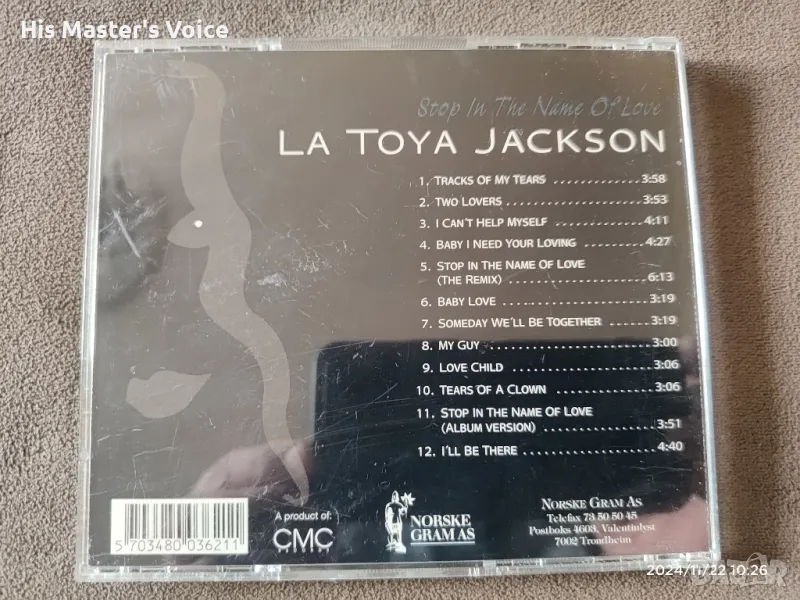 His Master's Voice
Stop In The Name Of Love
LA TOYA JACKSON
1. TRACKS OF MY TEARS ............... 3:58
2. TWO LOVERS ......................... 3:53
3. I CAN'T HELP MYSELF ............... 4:11
4. BABY I NEED YOUR LOVING .......... 4:27
5. STOP IN THE NAME OF LOVE
(THE REMIX) ......................... 6:13
6. BABY LOVE .......................... 3:19
7. SOMEDAY WE'LL BE TOGETHER ...... 3:19
8. MY GUY ............................. 3:00
9. LOVE CHILD ......................... 3:06
10. TEARS OF A CLOWN ................. 3:06
11. STOP IN THE NAME OF LOVE
(ALBUM VERSION) .................... 3:51
12. I'LL BE THERE ....................... 4:40
5 703480 036211
A product of:
CMC
NORSKE
GRAM AS
NORSKE GRAM AS
Telefax 73 50 50 45
Postboks 4603, Valentinlyst
7002 Trondheim
2024/11/22 10:26